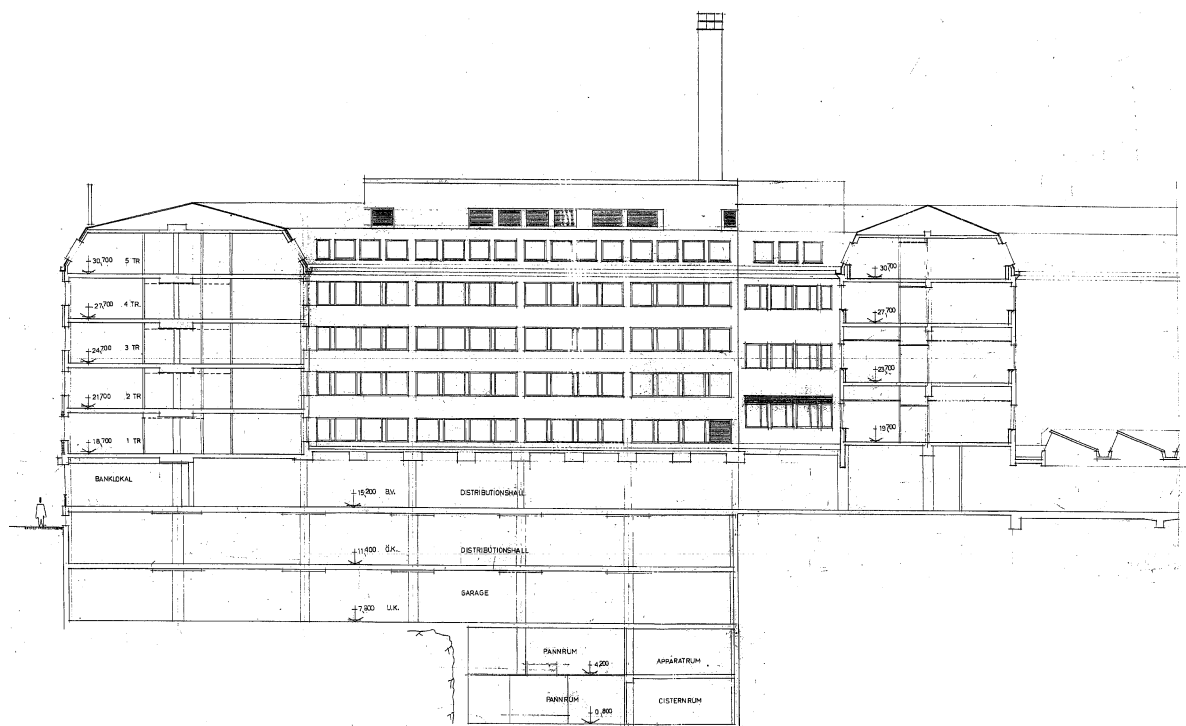 30,700 5 TR
30,700
27,700 4 TR.
27,700
24,700 3 TR
23,700
21,700 2 TR
19,700
18,700 1 TR
BANKLOKAL
15,200 B.V. DISTRIBUTIONSHALL
11,400 Ö.K. DISTRIBUTIONSHALL
GARAGE
7,800 U.K.
PANNRUM
APPARATRUM
4,200
PANNRUM
CISTERNRUM
0,800